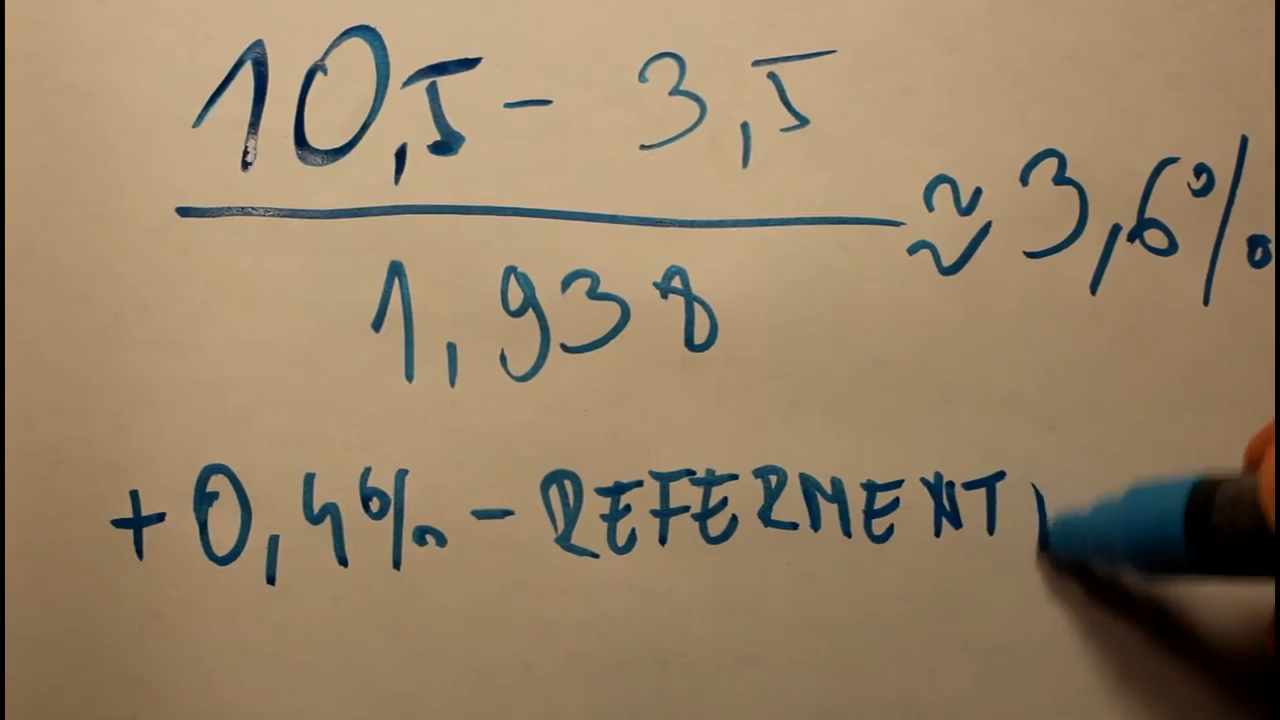 10,5 - 3,5
1,938
≈ 3,6%
+ 0,4% - REFERMENT